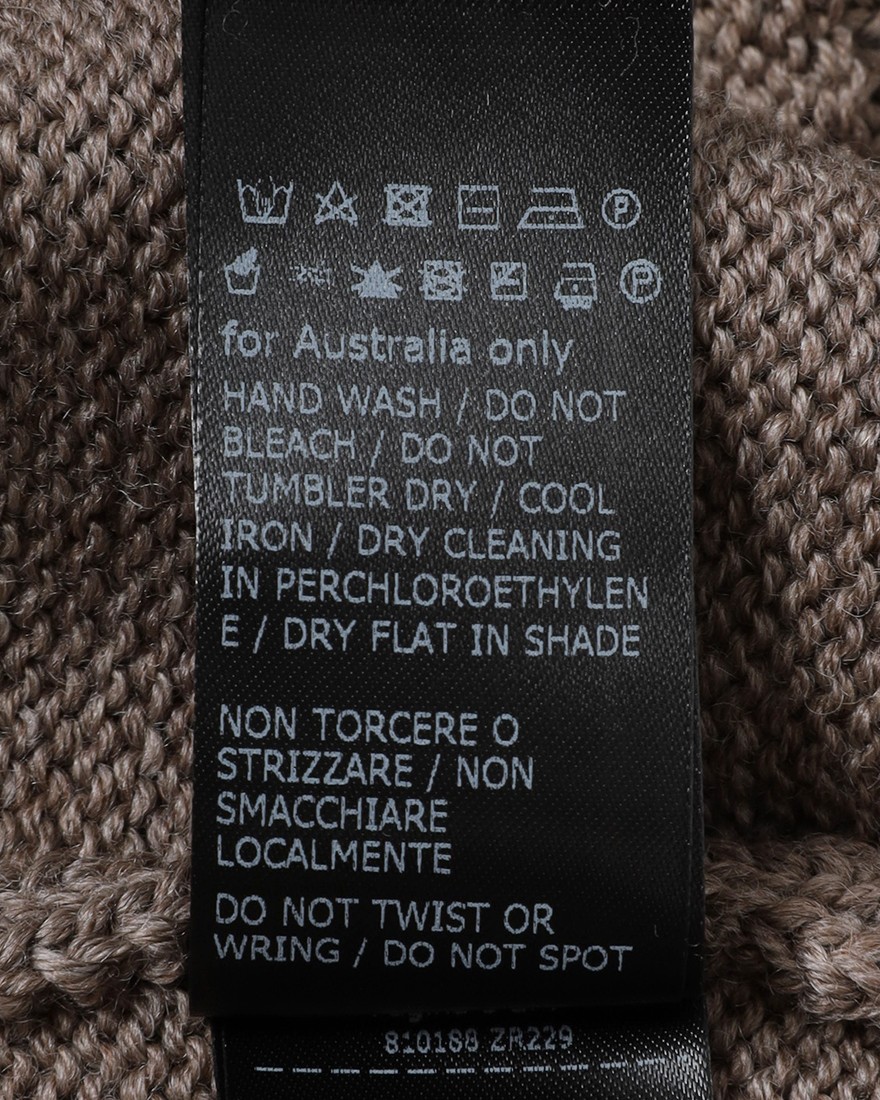 P
P
for Australia only
HAND WASH / DO NOT
BLEACH / DO NOT
TUMBLER DRY / COOL
IRON / DRY CLEANING
IN PERCHLOROETHYLEN
E / DRY FLAT IN SHADE
NON TORCERE O
STRIZZARE / NON
SMACCHIARE
LOCALMENTE
DO NOT TWIST OR
WRING / DO NOT SPOT
810188 ZR229